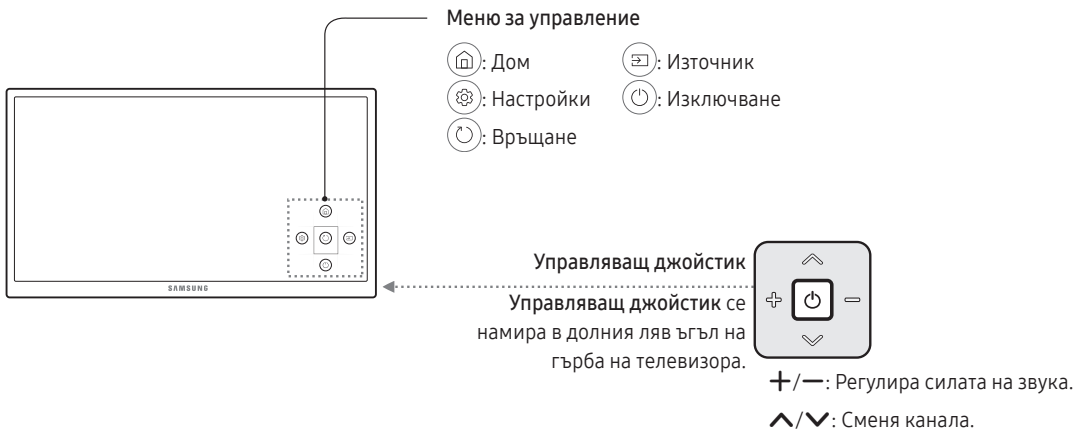 Меню за управление
: Дом
: Източник
: Настройки
: Изключване
: Връщане
SAMSUNG
Управляващ джойстик
Управляващ джойстик се
намира в долния ляв ъгъл на
гърба на телевизора.
+/−: Регулира силата на звука.
∧/∨: Сменя канала.